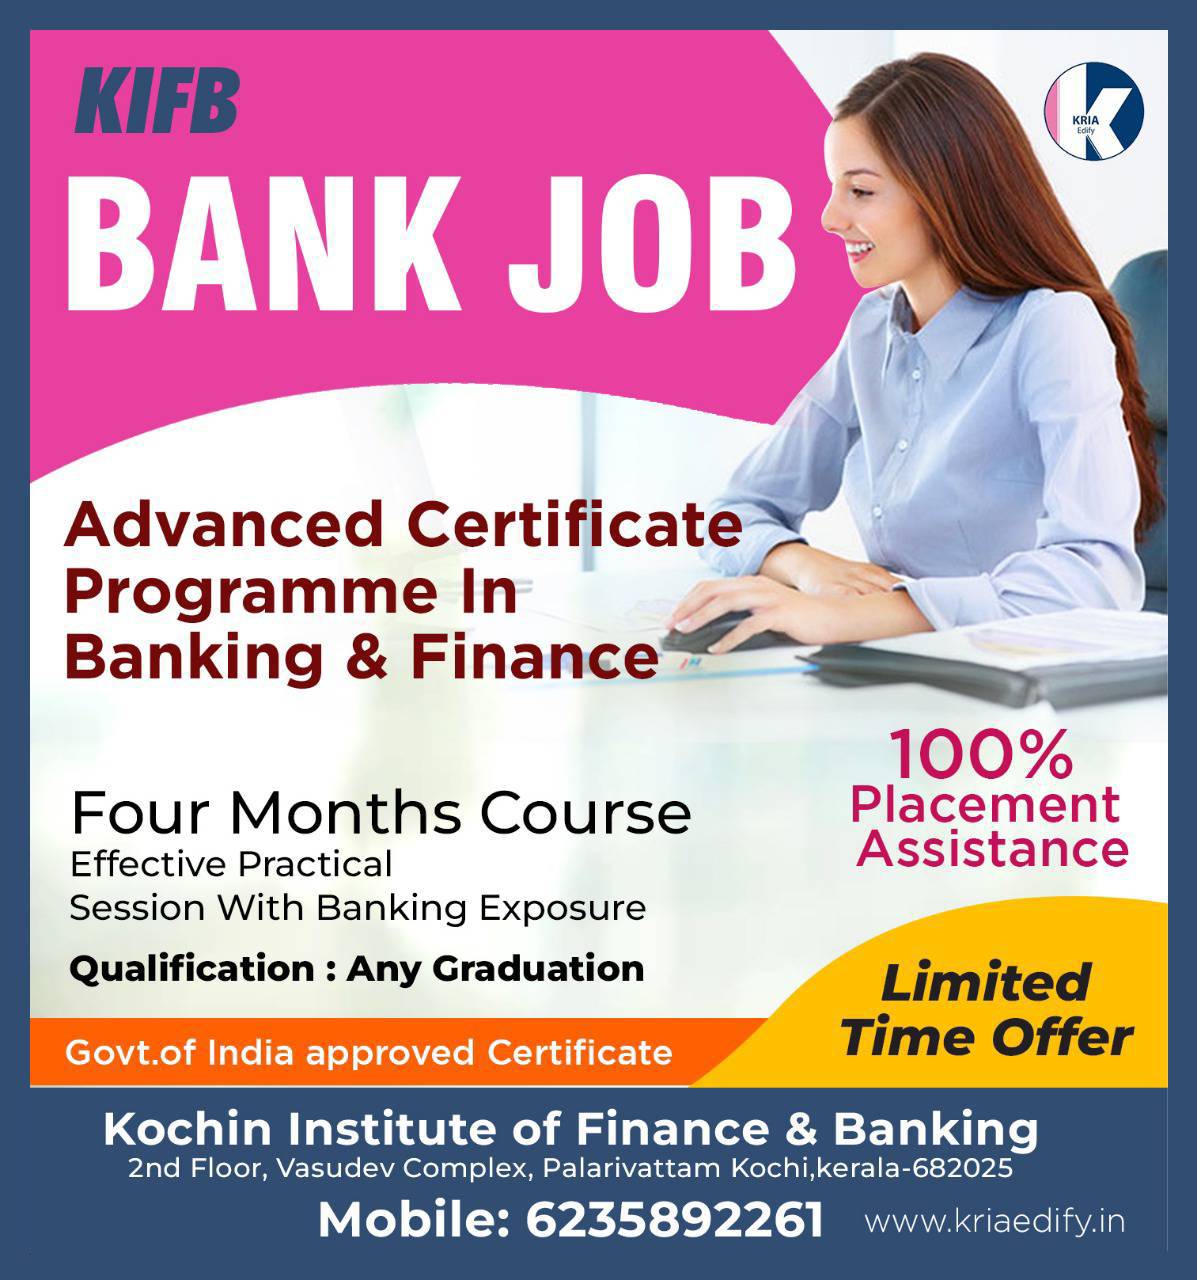 KIFB
BANK JOB
KRIA
Edify
Advanced Certificate
Programme In
Banking & Finance
100%
Placement
Assistance
Four Months Course
Effective Practical
Session With Banking Exposure
Qualification : Any Graduation
Limited
Time Offer
Govt.of India approved Certificate
Kochin Institute of Finance & Banking
2nd Floor, Vasudev Complex, Palarivattam Kochi,kerala-682025
Mobile: 6235892261 www.kriaedify.in